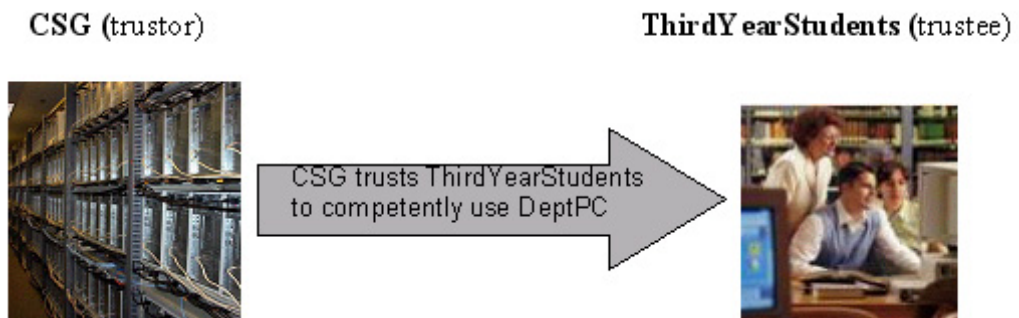 CSG (trustor)
ThirdYearStudents (trustee)
CSG trusts ThirdYearStudents
to competently use DeptPC